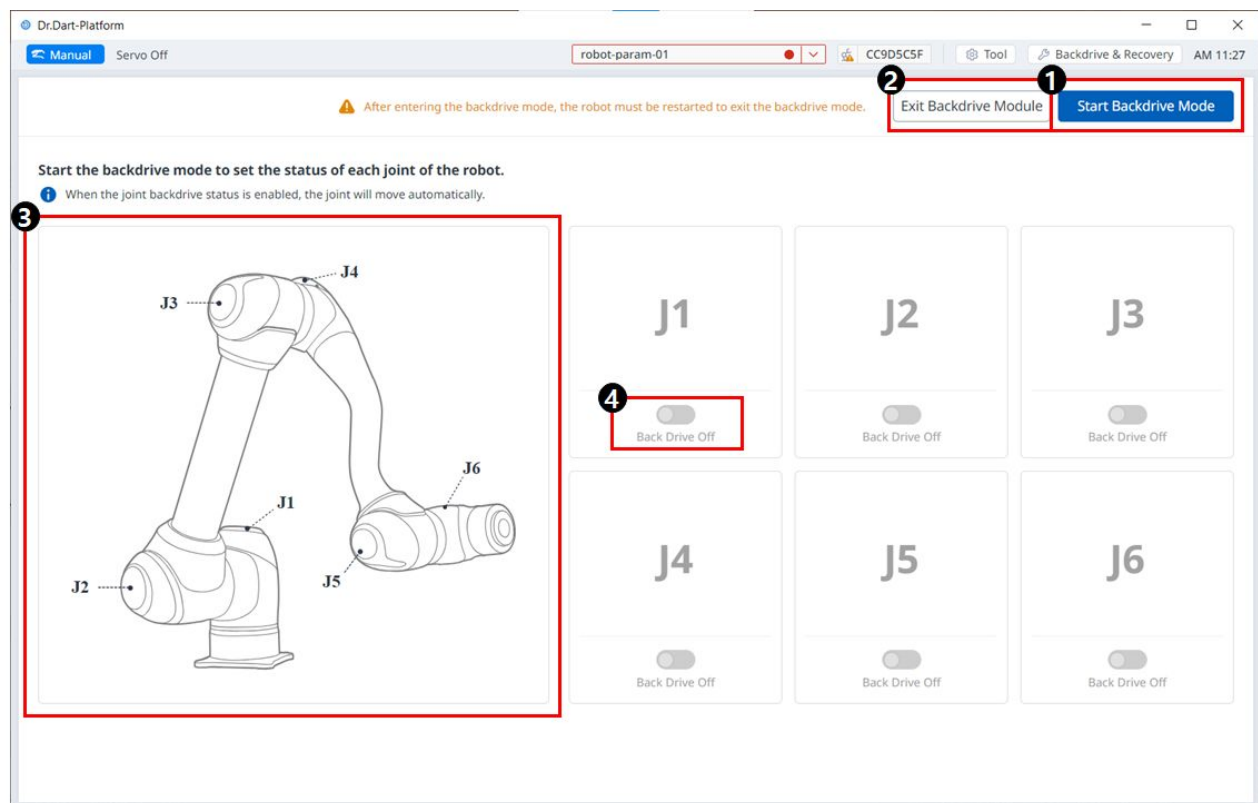 Dr.Dart-Platform
Manual Servo Off robot-param-01 CC9D5C5F Tool Backdrive & Recovery AM 11:27
2 1
After entering the backdrive mode, the robot must be restarted to exit the backdrive mode. Exit Backdrive Module Start Backdrive Mode
Start the backdrive mode to set the status of each joint of the robot.
When the joint backdrive status is enabled, the joint will move automatically.
3
J4
J3
J6
J1
J5
J2
J1 J2 J3
4
Back Drive Off Back Drive Off Back Drive Off
J4 J5 J6
Back Drive Off Back Drive Off Back Drive Off